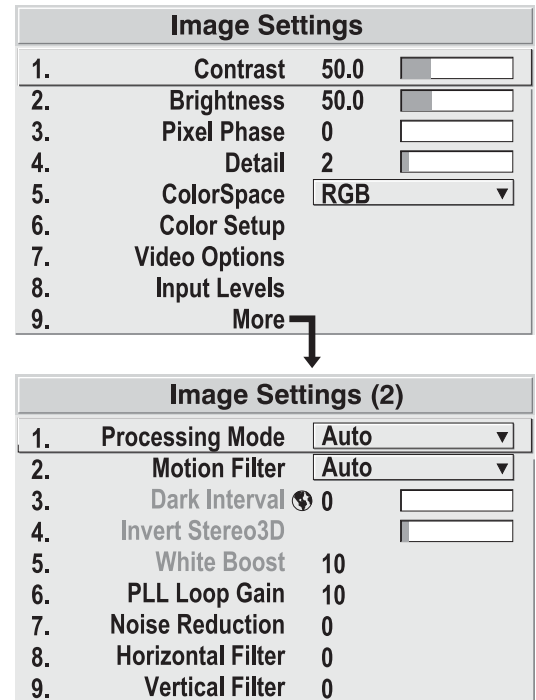 Image Settings
1. Contrast 50.0
2. Brightness 50.0
3. Pixel Phase 0
4. Detail 2
5. ColorSpace RGB
6. Color Setup
7. Video Options
8. Input Levels
9. More
Image Settings (2)
1. Processing Mode Auto
2. Motion Filter Auto
3. Dark Interval 0
4. Invert Stereo3D
5. White Boost 10
6. PLL Loop Gain 10
7. Noise Reduction 0
8. Horizontal Filter 0
9. Vertical Filter 0